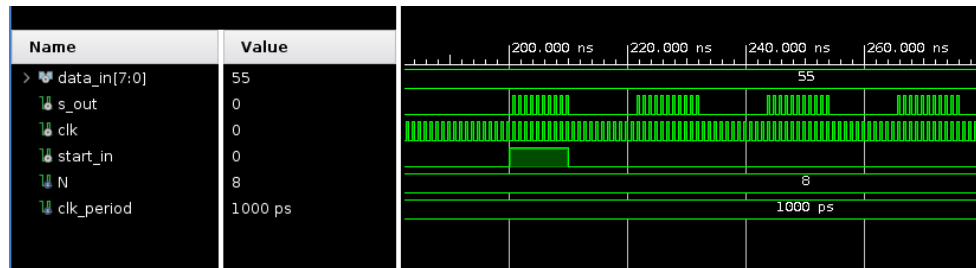 Name Value
200.000 ns 220.000 ns 240.000 ns 260.000 ns
data_in[7:0] 55 55
s_out 0
clk 0
start_in 0
N 8 8
clk_period 1000 ps 1000 ps